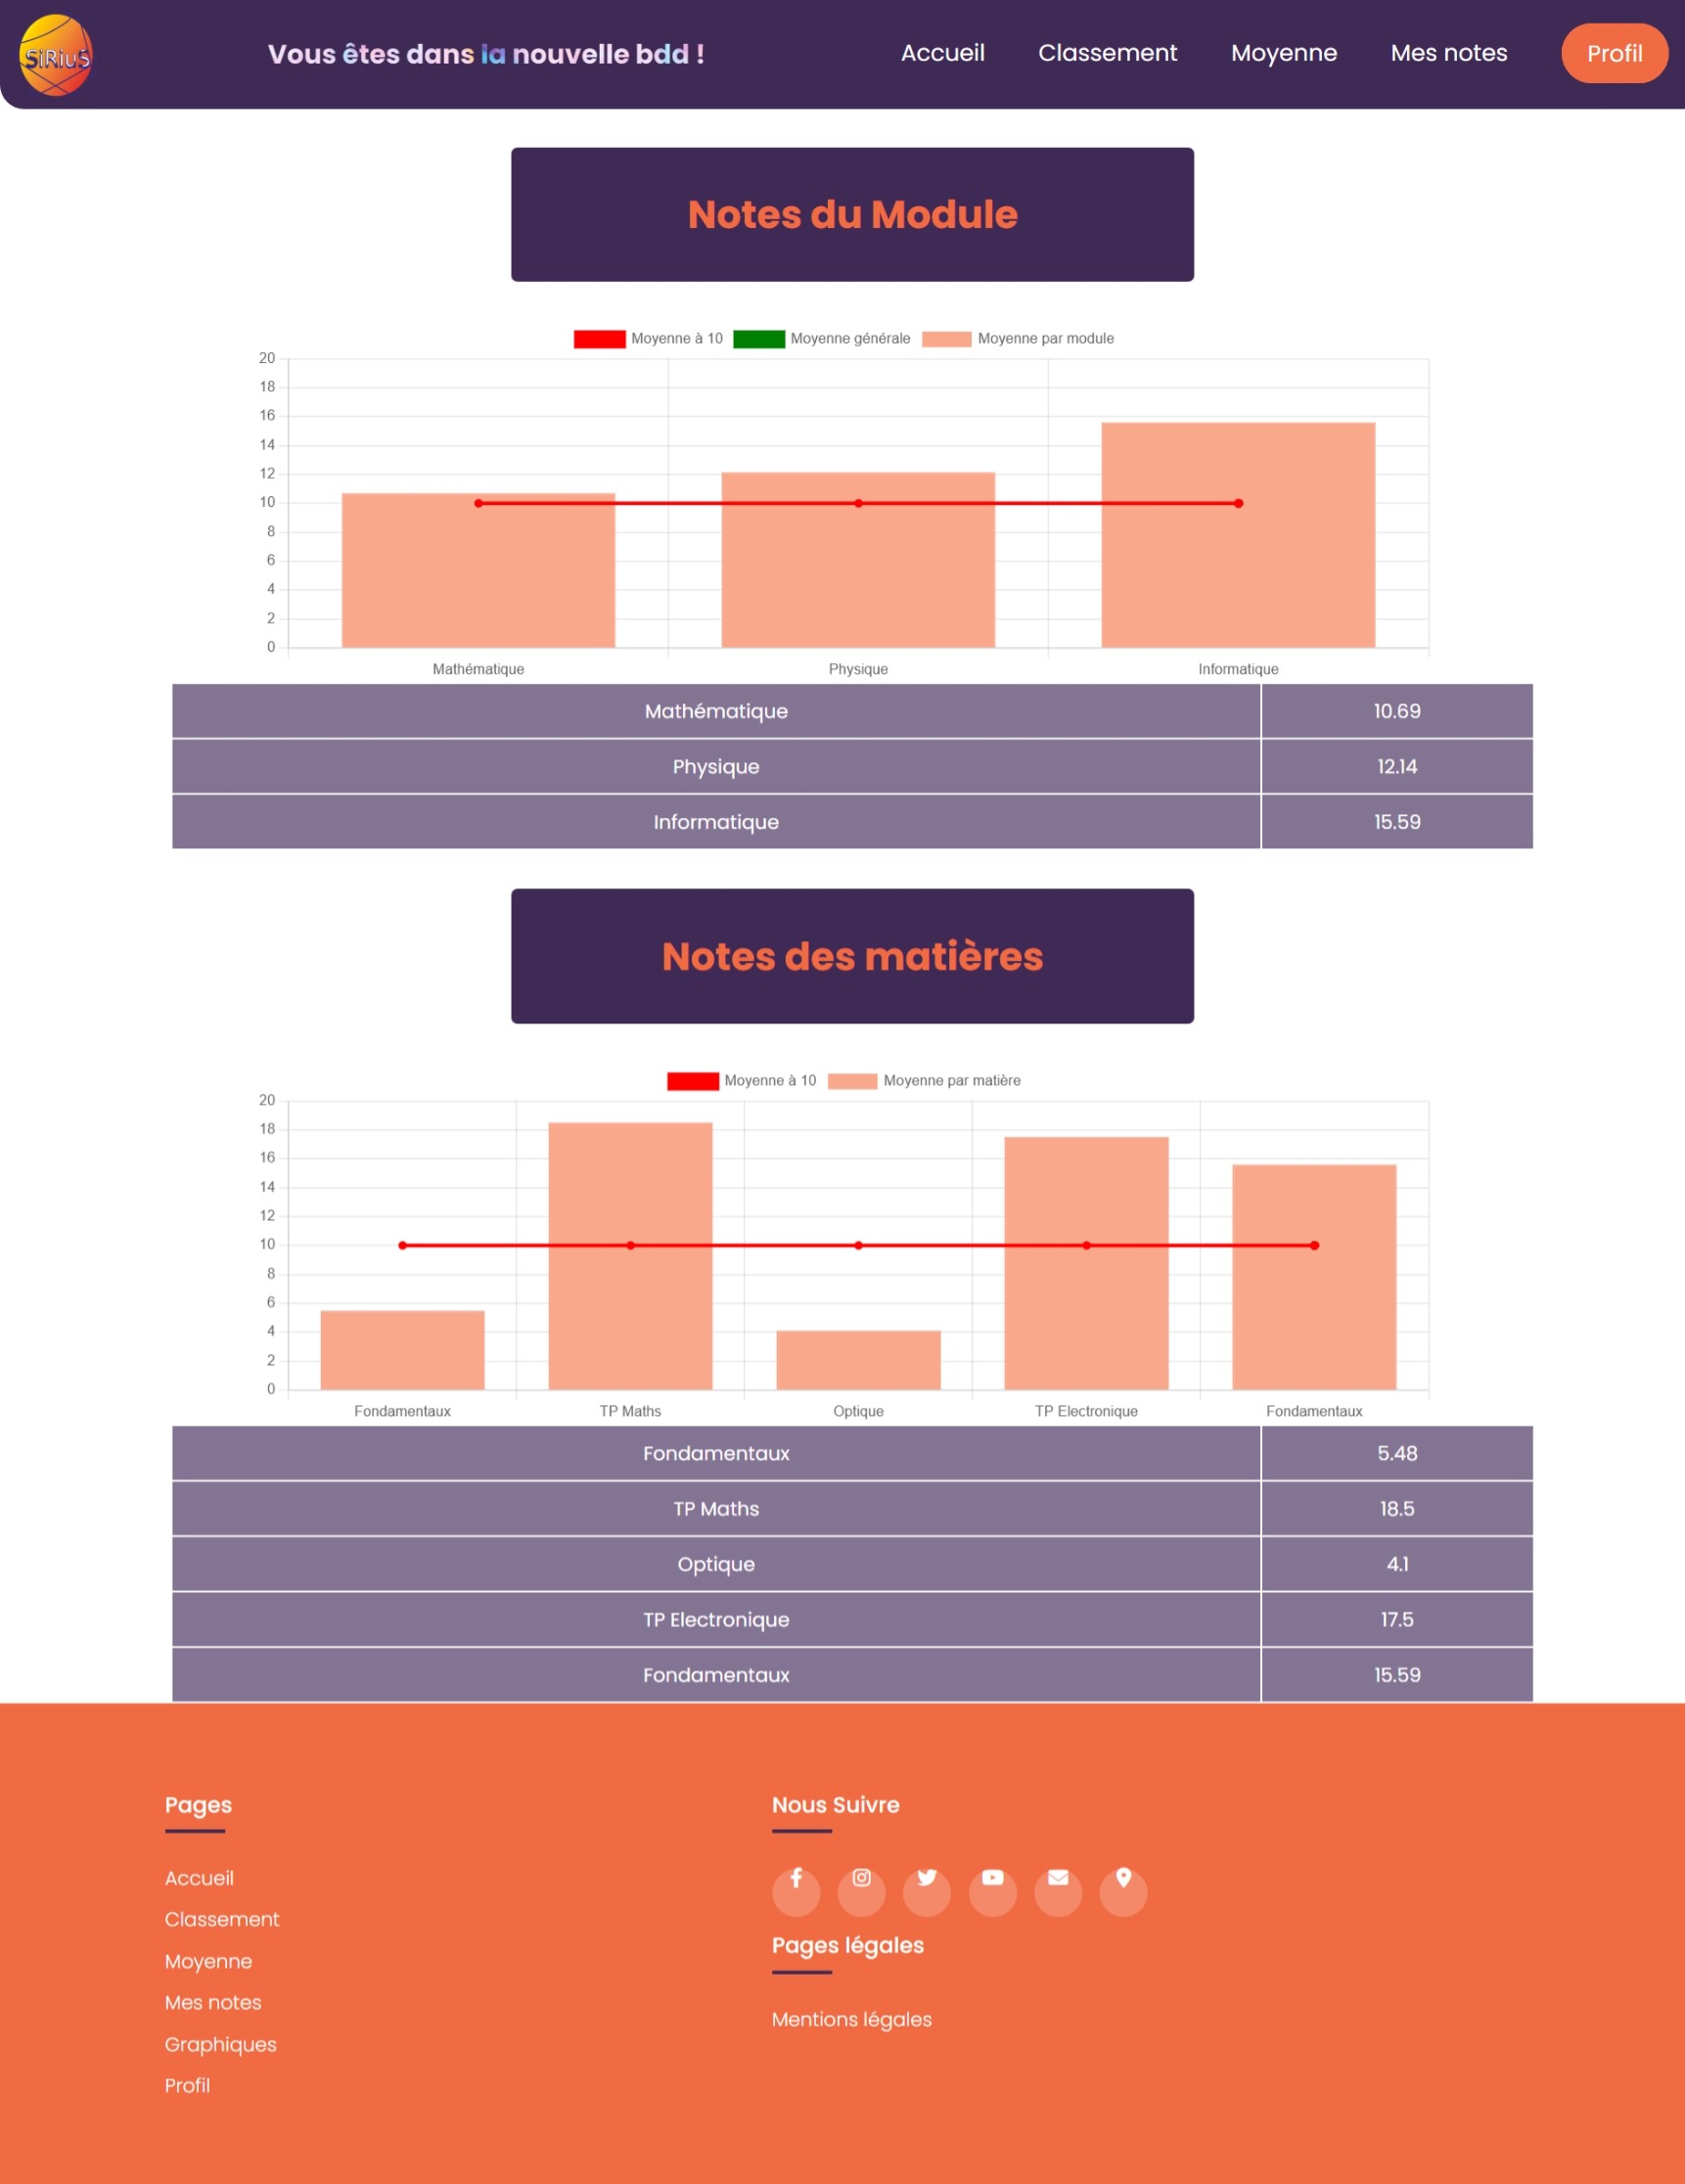 SiRiuS
Vous êtes dans la nouvelle bdd !
Accueil Classement Moyenne Mes notes Profil
Notes du Module
Moyenne à 10 Moyenne générale Moyenne par module
20
18
16
14
12
10
8
6
4
2
0
Mathématique Physique Informatique
Mathématique 10.69
Physique 12.14
Informatique 15.59
Notes des matières
Moyenne à 10 Moyenne par matière
20
18
16
14
12
10
8
6
4
2
0
Fondamentaux TP Maths Optique TP Electronique Fondamentaux
Fondamentaux 5.48
TP Maths 18.5
Optique 4.1
TP Electronique 17.5
Fondamentaux 15.59
Pages
Accueil
Classement
Moyenne
Mes notes
Graphiques
Profil
Nous Suivre
Pages légales
Mentions légales